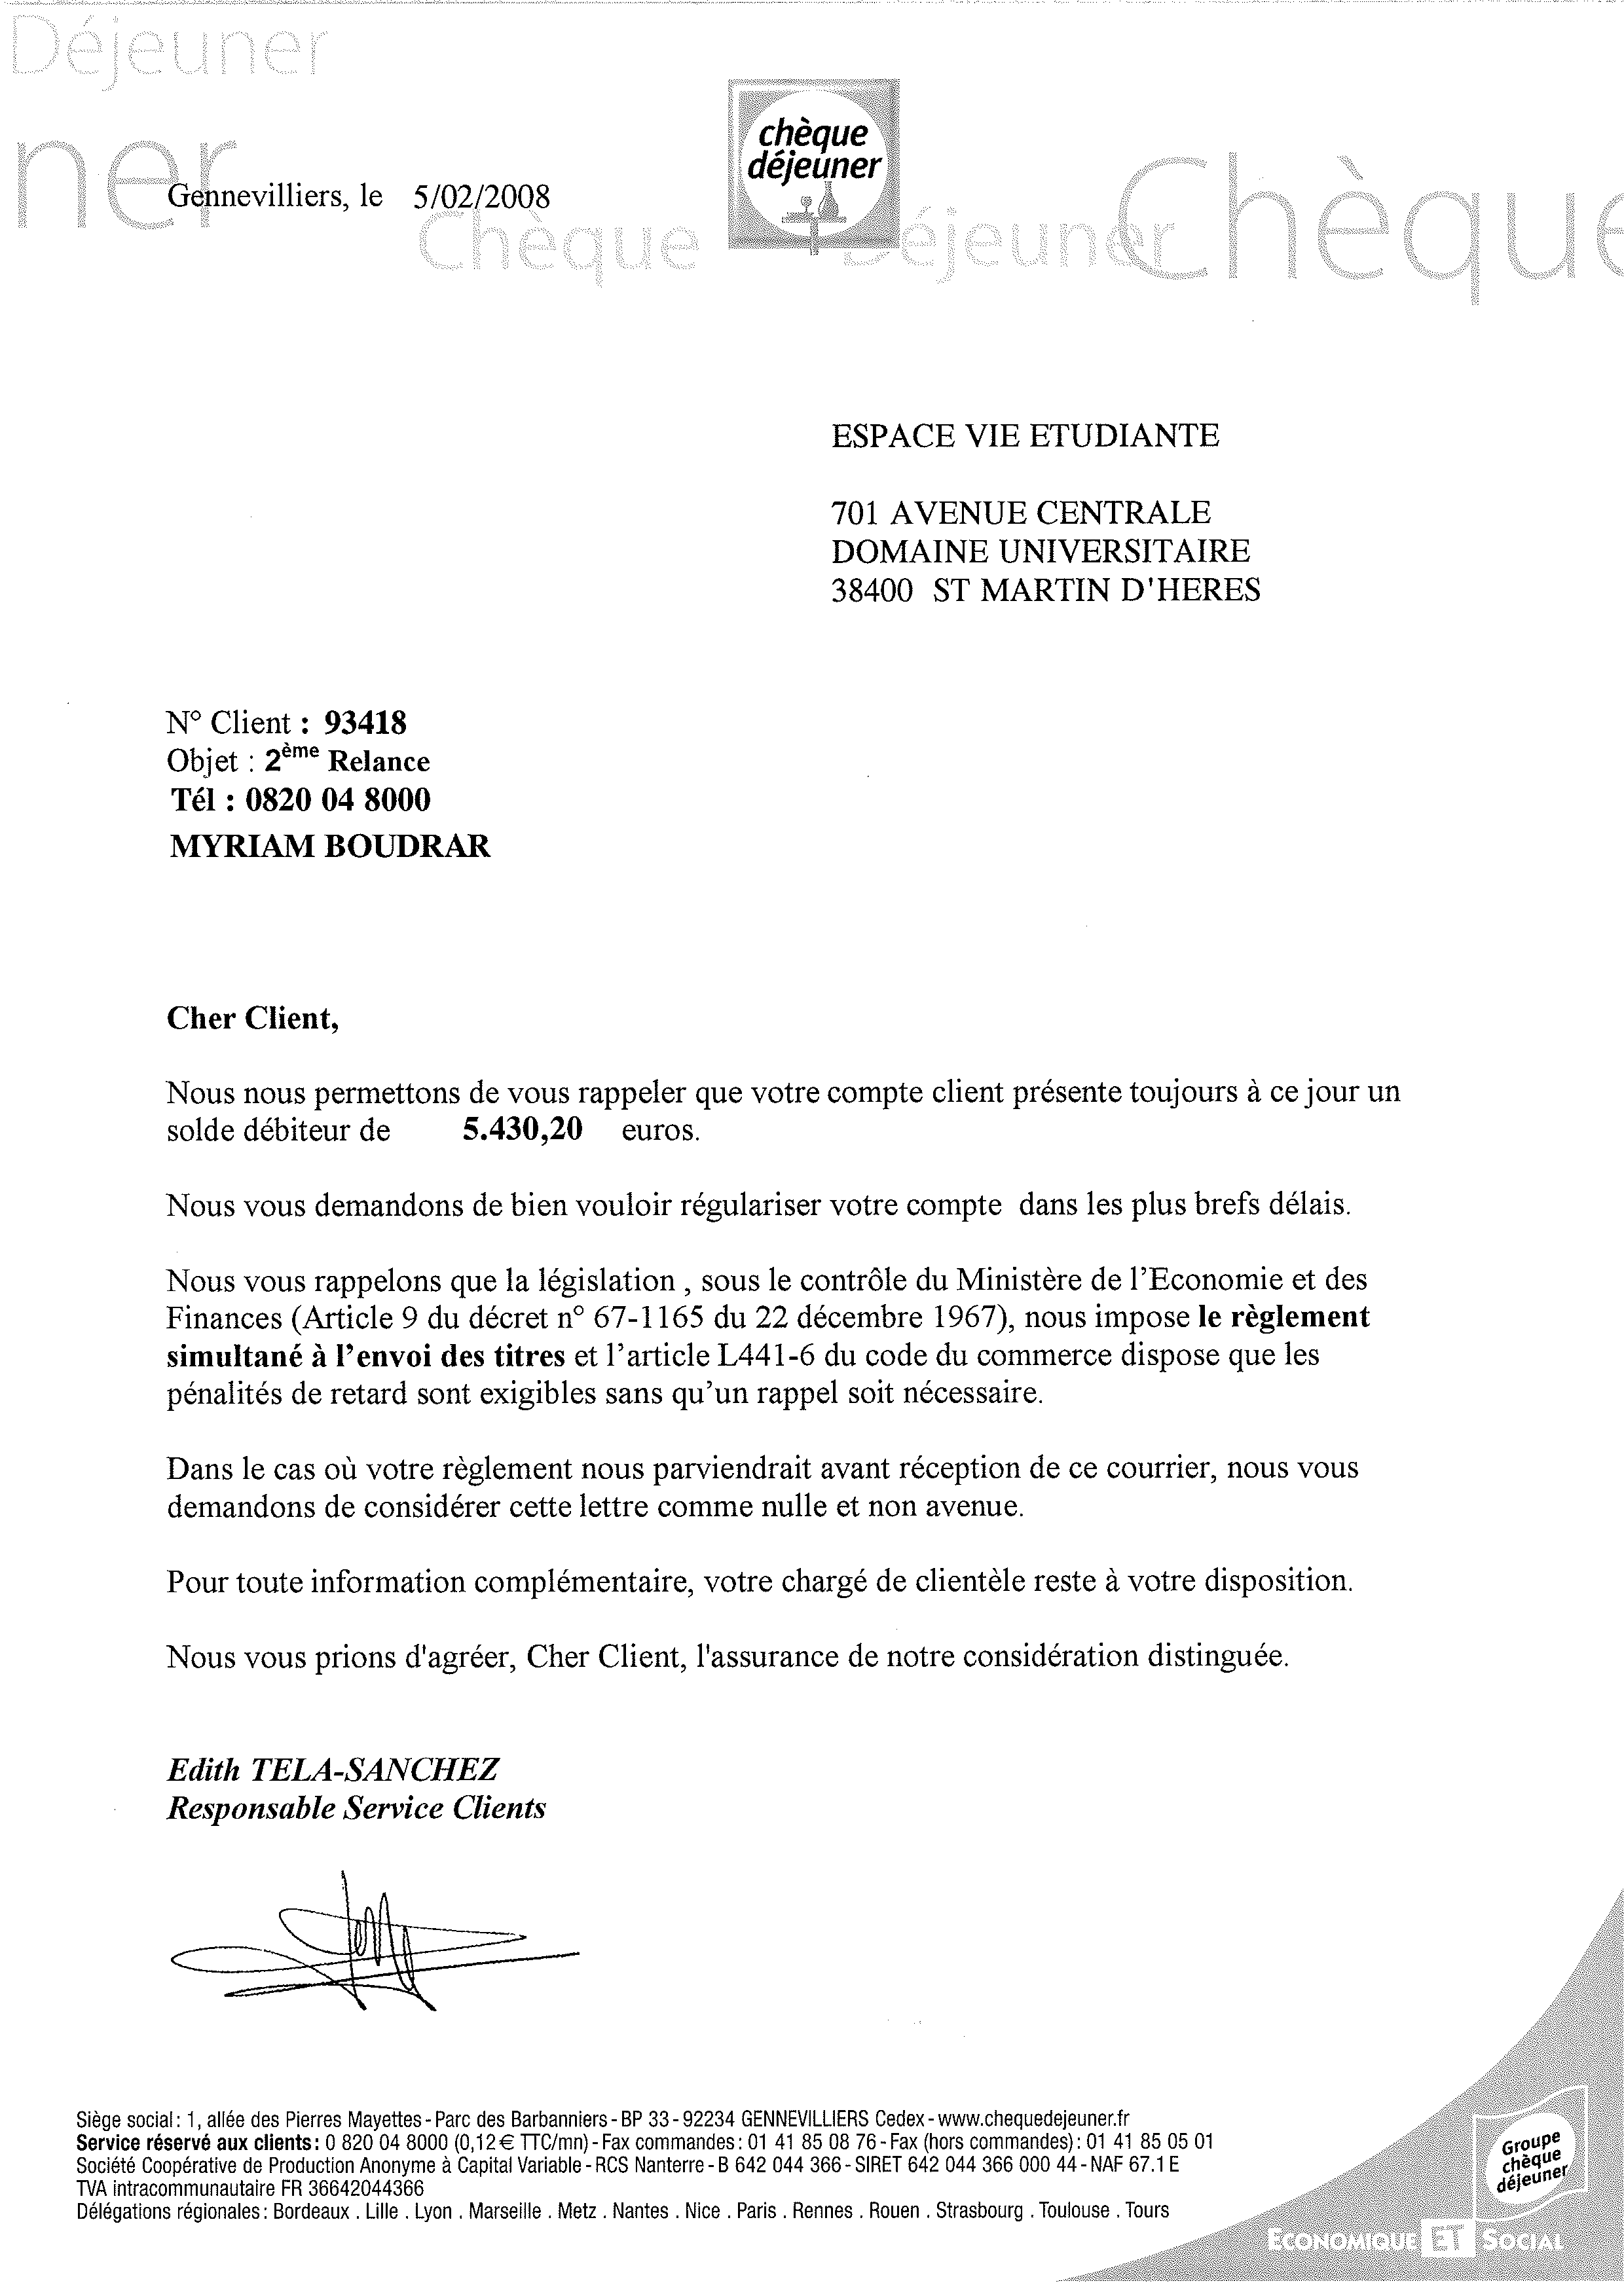 Déjeuner
ner
chèque
déjeuner
Chèque
Gennevilliers, le 5/02/2008
Chèque
Déjeuner
ESPACE VIE ETUDIANTE
701 AVENUE CENTRALE
DOMAINE UNIVERSITAIRE
38400 ST MARTIN D'HERES
N° Client : 93418
Objet : 2ème Relance
Tél : 0820 04 8000
MYRIAM BOUDRAR
Cher Client,
Nous nous permettons de vous rappeler que votre compte client présente toujours à ce jour un
solde débiteur de 5.430,20 euros.
Nous vous demandons de bien vouloir régulariser votre compte dans les plus brefs délais.
Nous vous rappelons que la législation , sous le contrôle du Ministère de l'Economie et des
Finances (Article 9 du décret n° 67-1165 du 22 décembre 1967), nous impose le règlement
simultané à l'envoi des titres et l'article L441-6 du code du commerce dispose que les
pénalités de retard sont exigibles sans qu'un rappel soit nécessaire.
Dans le cas où votre règlement nous parviendrait avant réception de ce courrier, nous vous
demandons de considérer cette lettre comme nulle et non avenue.
Pour toute information complémentaire, votre chargé de clientèle reste à votre disposition.
Nous vous prions d'agréer, Cher Client, l'assurance de notre considération distinguée.
Edith TELA-SANCHEZ
Responsable Service Clients
Siège social : 1, allée des Pierres Mayettes - Parc des Barbanniers - BP 33 - 92234 GENNEVILLIERS Cedex - www.chequedejeuner.fr
Service réservé aux clients : 0 820 04 8000 (0,12 € TTC/mn) - Fax commandes : 01 41 85 08 76 - Fax (hors commandes) : 01 41 85 05 01
Société Coopérative de Production Anonyme à Capital Variable - RCS Nanterre - B 642 044 366 - SIRET 642 044 366 000 44 - NAF 67.1 E
TVA intracommunautaire FR 36642044366
Délégations régionales : Bordeaux . Lille . Lyon . Marseille . Metz . Nantes . Nice . Paris . Rennes . Rouen . Strasbourg . Toulouse . Tours
Groupe
chèque
déjeuner
ECONOMIQUE ET SOCIAL